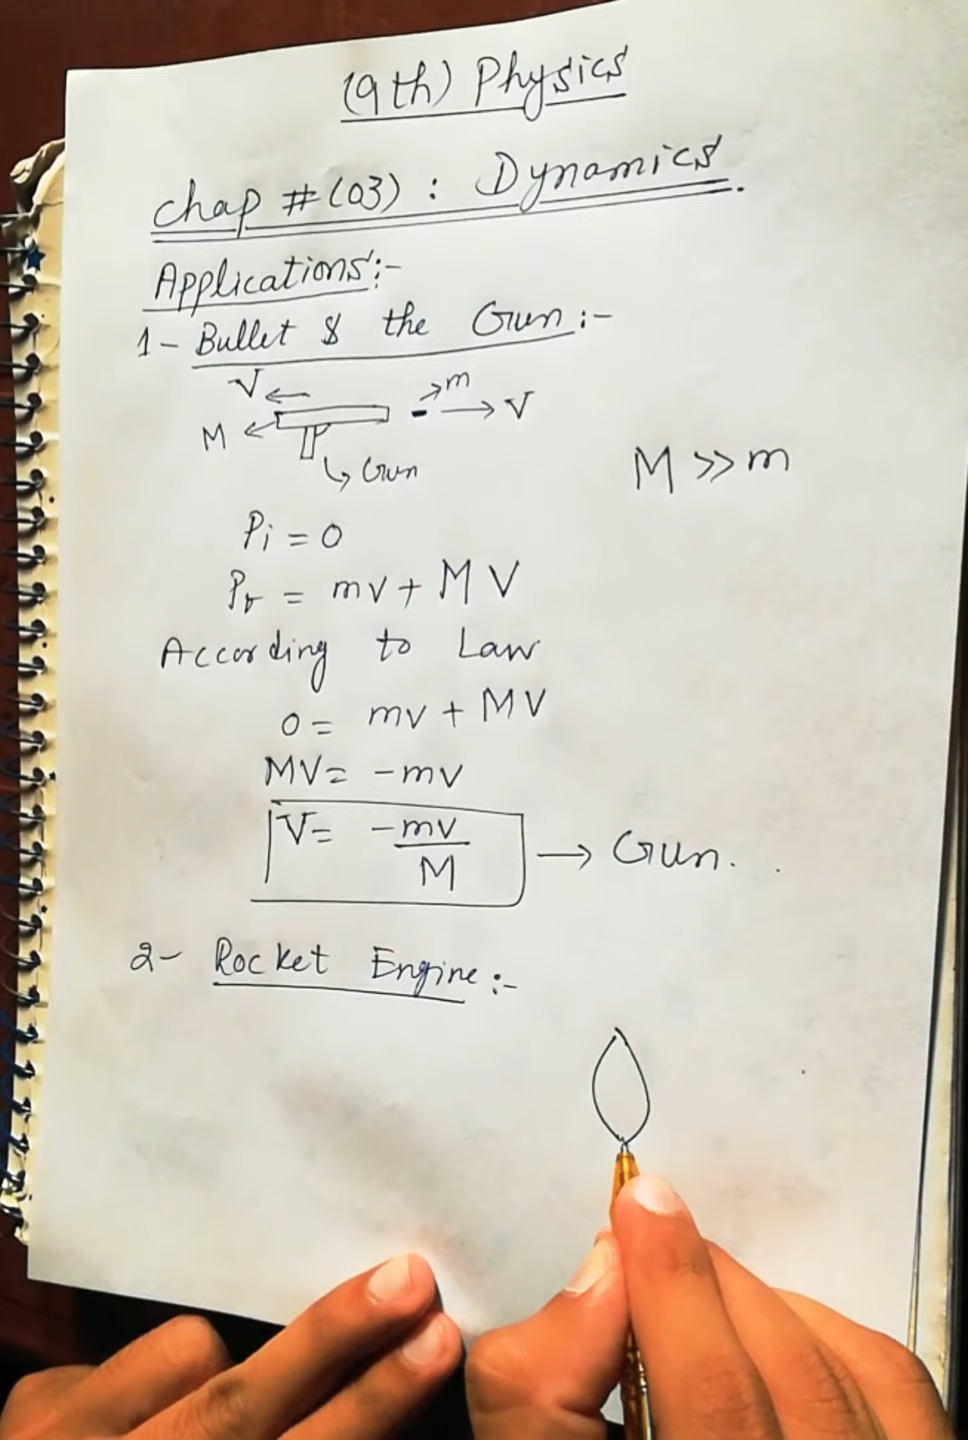 (9th) Physics
Chap # (03) : Dynamics.
Applications:-
1- Bullet & the Gun:-
V m
M V
Gun
M >> m
Pi = 0
Pf = mv + MV
According to Law
0 = mv + MV
MV = -mv
V = -mv/M → Gun.
2- Rocket Engine:-